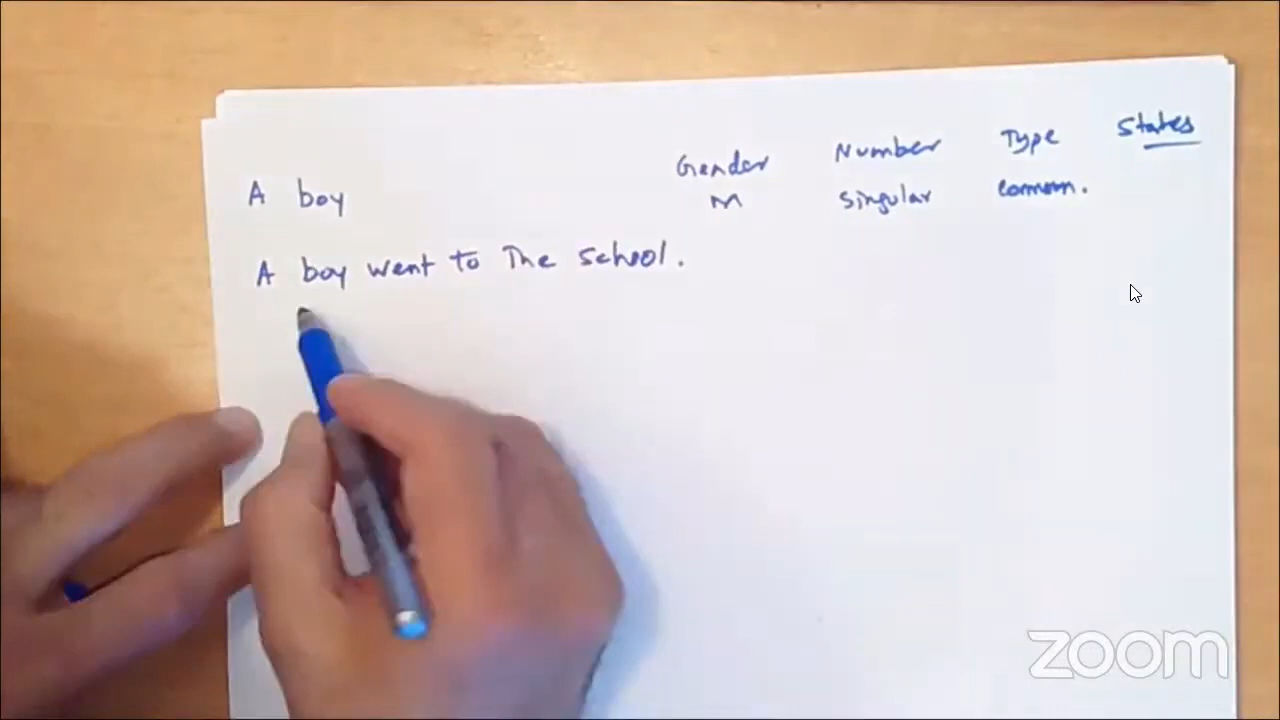 Gender Number Type States
A boy M Singular Common.
A boy went to The School.
zoom